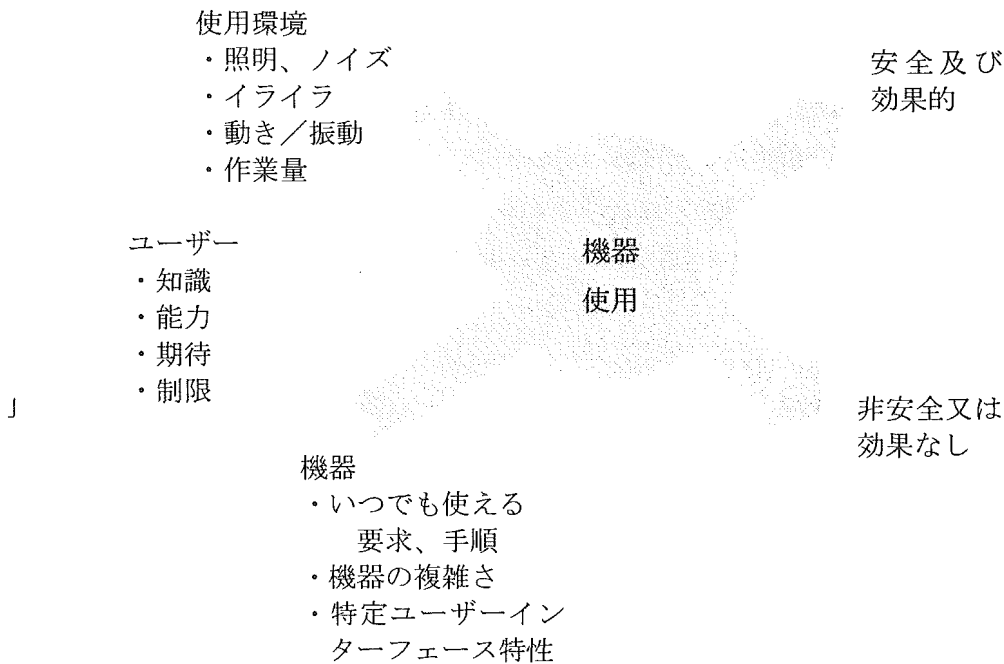 使用環境
・照明、ノイズ
・イライラ
・動き／振動
・作業量
安全及び
効果的
ユーザー
・知識
・能力
・期待
・制限
機器
使用
非安全又は
効果なし
機器
・いつでも使える
要求、手順
・機器の複雑さ
・特定ユーザーイン
ターフェース特性